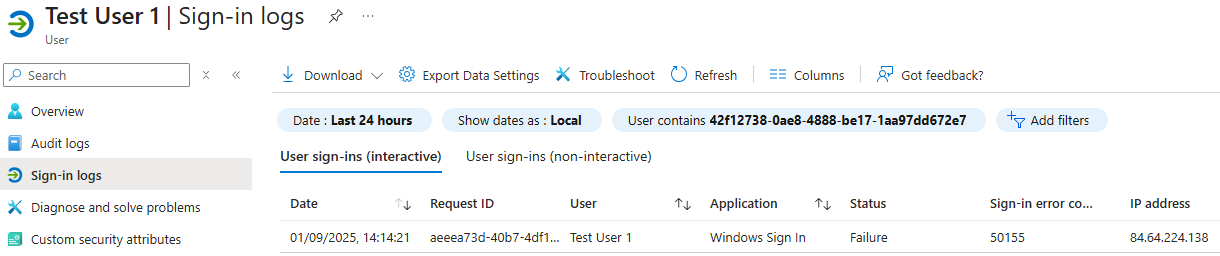 Test User 1 | Sign-in logs
User
Search
Download
Export Data Settings
Troubleshoot
Refresh
Columns
Got feedback?
Overview
Audit logs
Sign-in logs
Diagnose and solve problems
Custom security attributes
Date : Last 24 hours
Show dates as : Local
User contains 42f12738-0ae8-4888-be17-1aa97dd672e7
Add filters
User sign-ins (interactive)
User sign-ins (non-interactive)
Date Request ID User Application Status Sign-in error co... IP address
01/09/2025, 14:14:21 aeeea73d-40b7-4df1... Test User 1 Windows Sign In Failure 50155 84.64.224.138